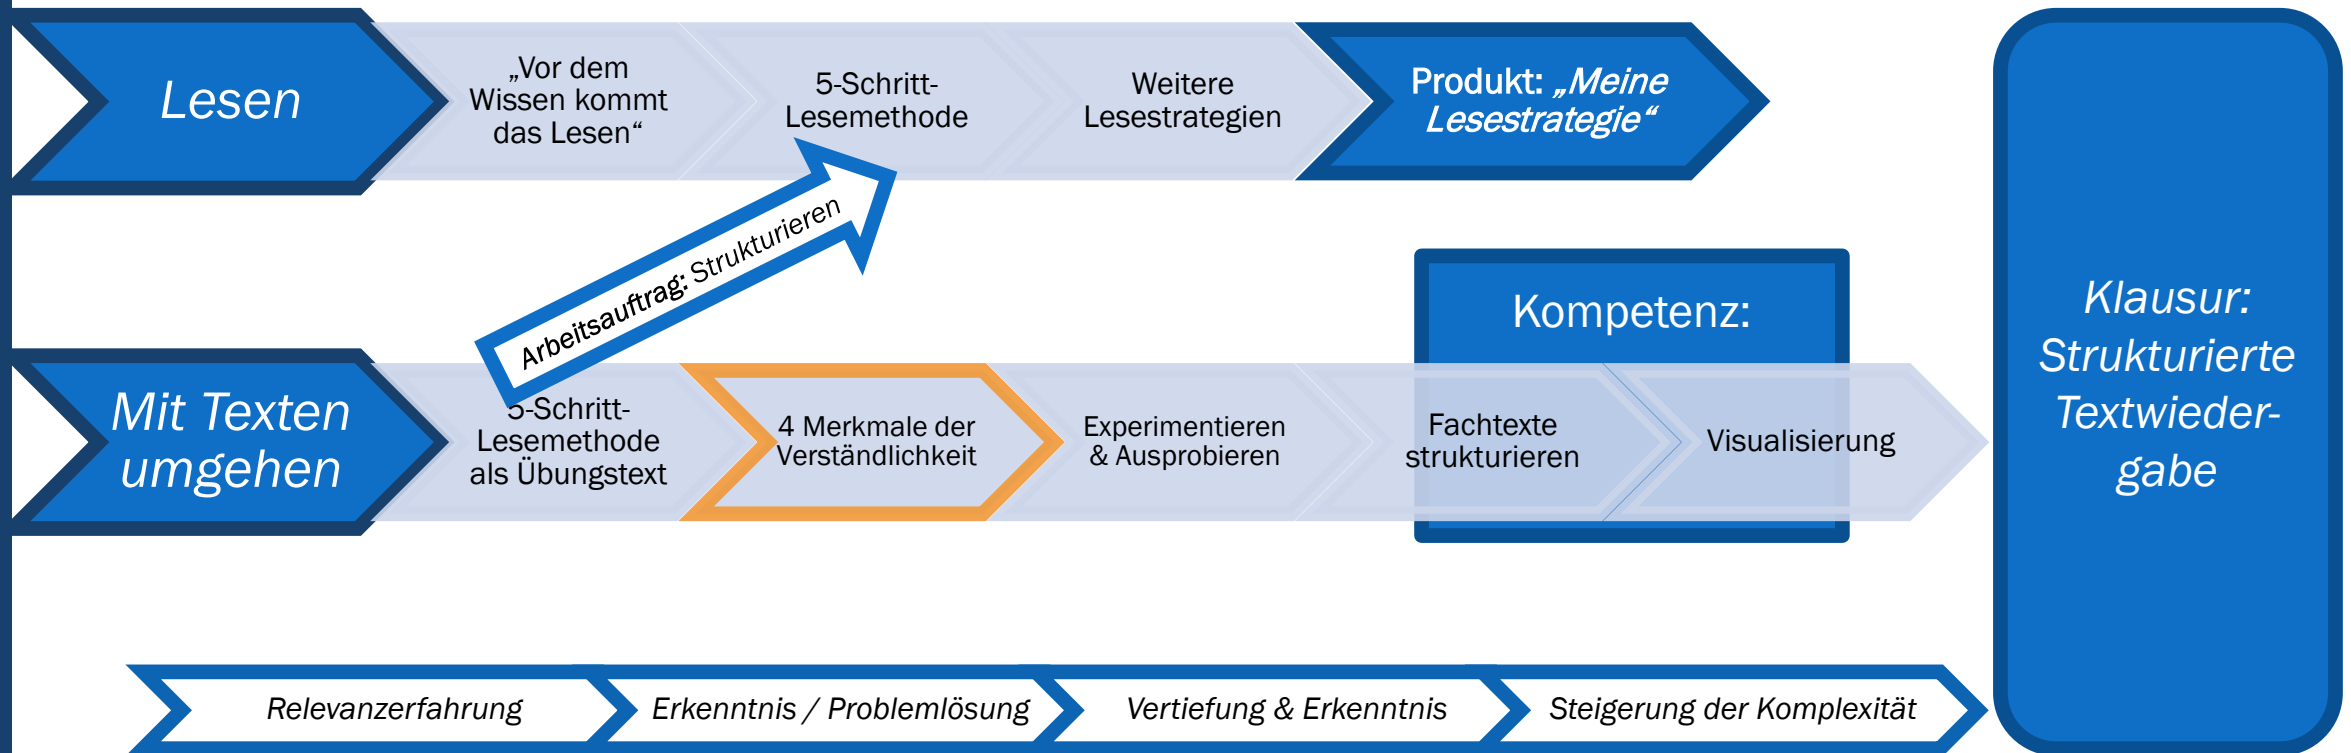 Lesen
„Vor dem
Wissen kommt
das Lesen“
5-Schritt-
Lesemethode
Weitere
Lesestrategien
Produkt: „Meine
Lesestrategie“
Arbeitsauftrag: Strukturieren
Mit Texten
umgehen
5-Schritt-
Lesemethode
als Übungstext
4 Merkmale der
Verständlichkeit
Experimentieren
& Ausprobieren
Kompetenz:
Fachtexte
strukturieren
Visualisierung
Klausur:
Strukturierte
Textwieder-
gabe
Relevanzerfahrung
Erkenntnis / Problemlösung
Vertiefung & Erkenntnis
Steigerung der Komplexität